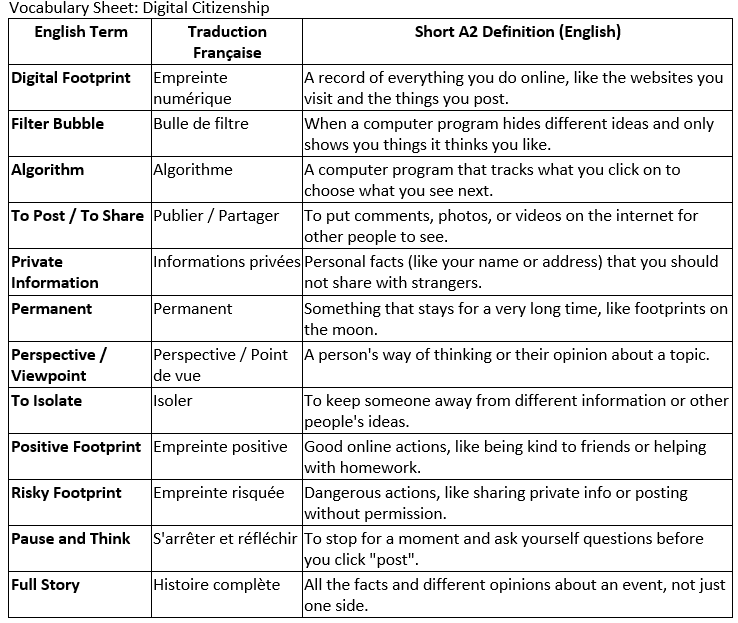 Vocabulary Sheet: Digital Citizenship
English Term
Traduction
Française
Short A2 Definition (English)
Digital Footprint
Empreinte
numérique
A record of everything you do online, like the websites you
visit and the things you post.
Filter Bubble
Bulle de filtre
When a computer program hides different ideas and only
shows you things it thinks you like.
Algorithm
Algorithme
A computer program that tracks what you click on to
choose what you see next.
To Post / To Share
Publier / Partager
To put comments, photos, or videos on the internet for
other people to see.
Private
Information
Informations privées
Personal facts (like your name or address) that you should
not share with strangers.
Permanent
Permanent
Something that stays for a very long time, like footprints on
the moon.
Perspective /
Viewpoint
Perspective / Point
de vue
A person's way of thinking or their opinion about a topic.
To Isolate
Isoler
To keep someone away from different information or other
people's ideas.
Positive Footprint
Empreinte positive
Good online actions, like being kind to friends or helping
with homework.
Risky Footprint
Empreinte risquée
Dangerous actions, like sharing private info or posting
without permission.
Pause and Think
S'arrêter et réfléchir
To stop for a moment and ask yourself questions before
you click "post".
Full Story
Histoire complète
All the facts and different opinions about an event, not just
one side.